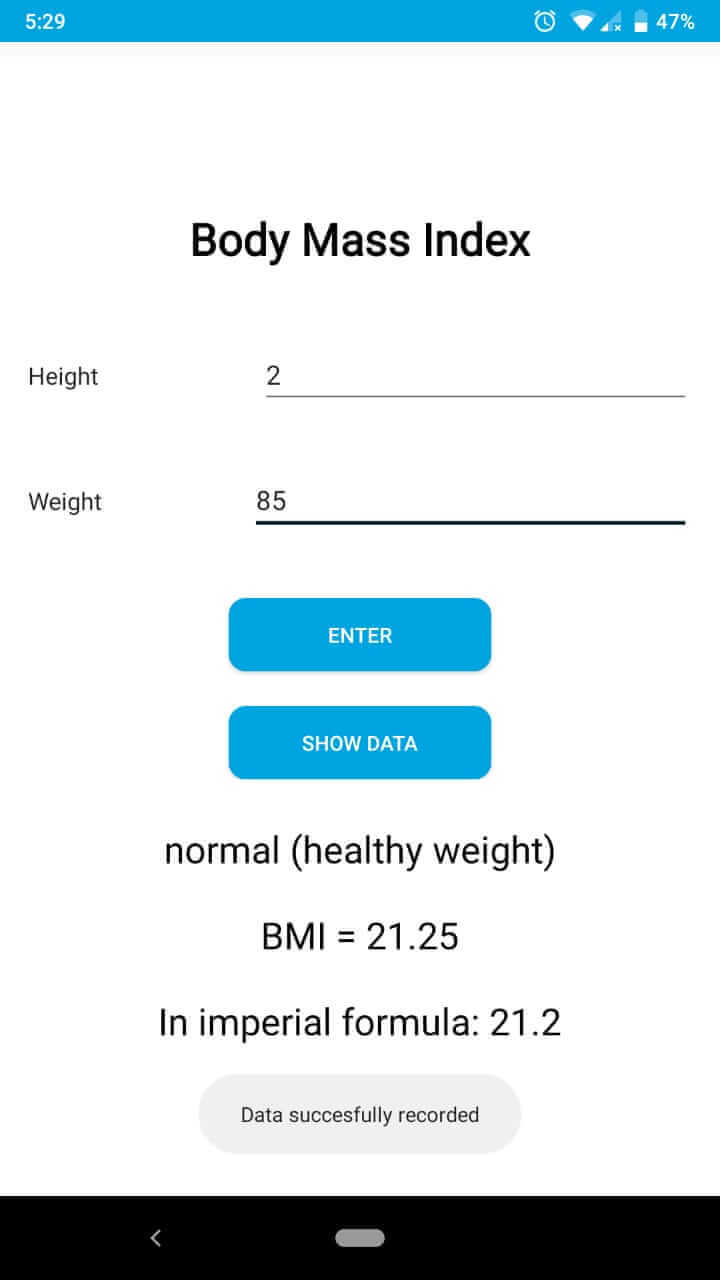 5:29 47%
Body Mass Index
Height 2
Weight 85
ENTER
SHOW DATA
normal (healthy weight)
BMI = 21.25
In imperial formula: 21.2
Data succesfully recorded